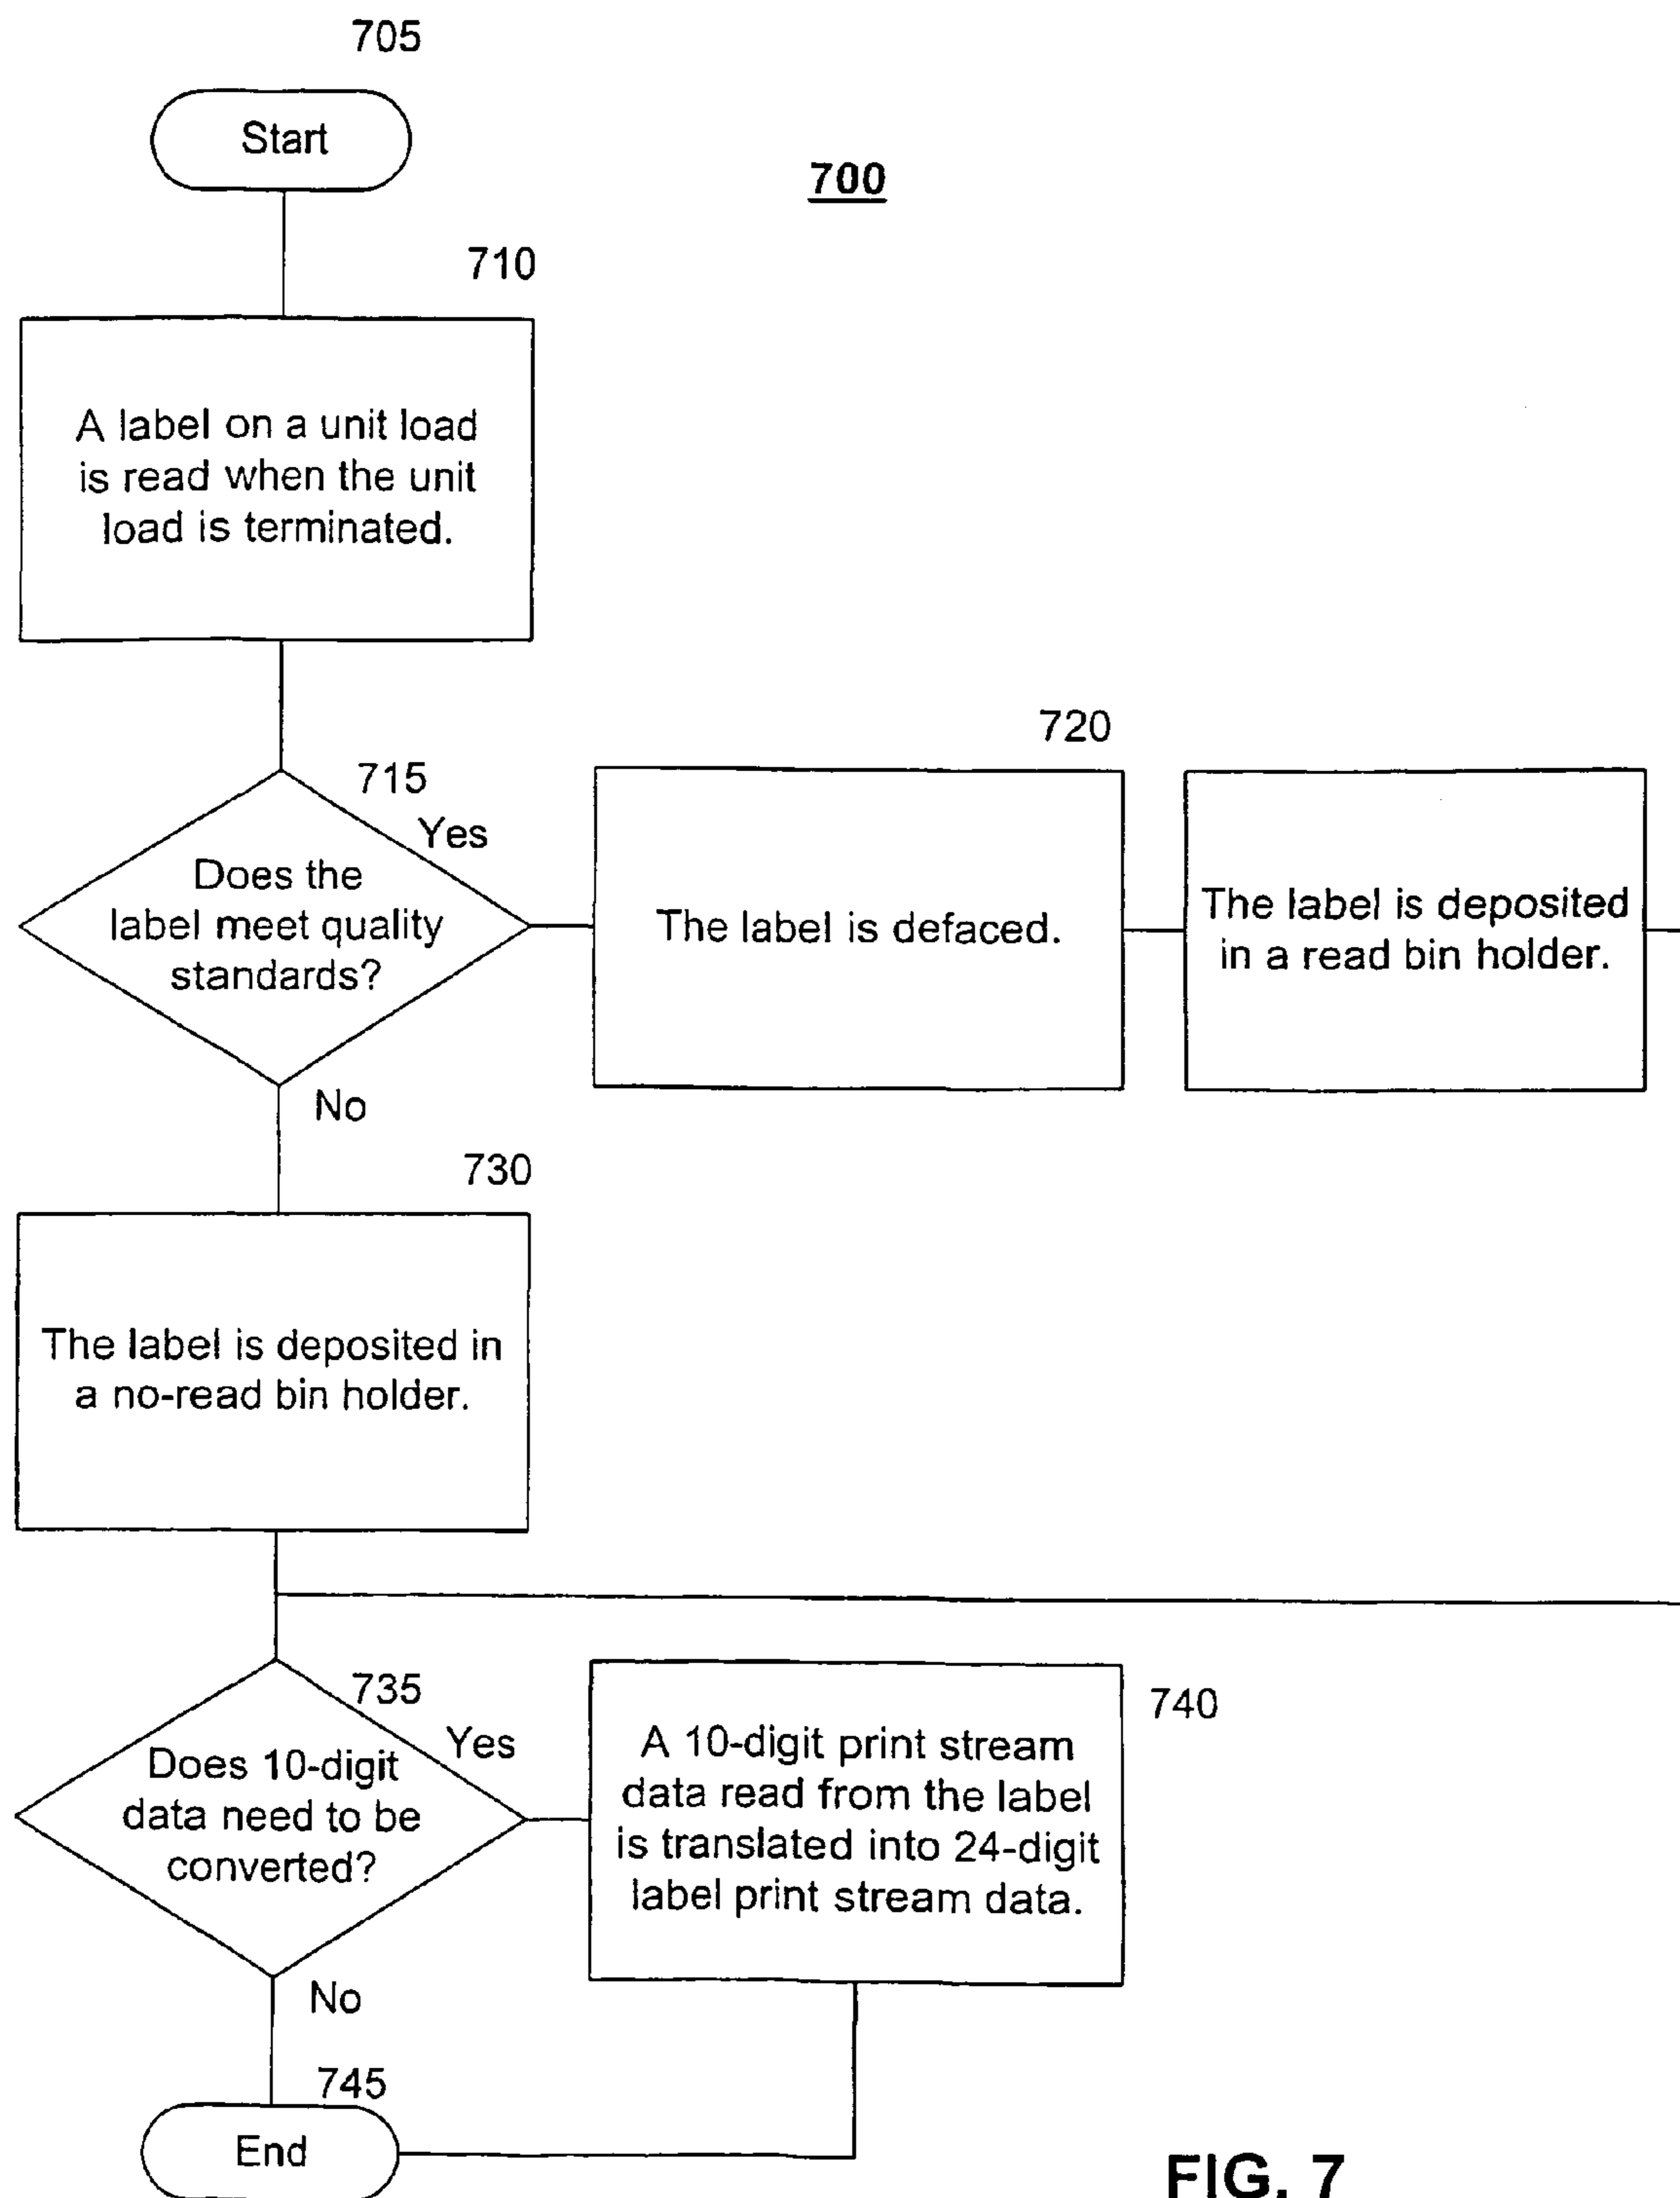 705
Start
700
710
A label on a unit load
is read when the unit
load is terminated.
715
Yes
Does the
label meet quality
standards?
720
The label is defaced.
The label is deposited
in a read bin holder.
No
730
The label is deposited in
a no-read bin holder.
735
Yes
Does 10-digit
data need to be
converted?
740
A 10-digit print stream
data read from the label
is translated into 24-digit
label print stream data.
No
745
End
FIG. 7